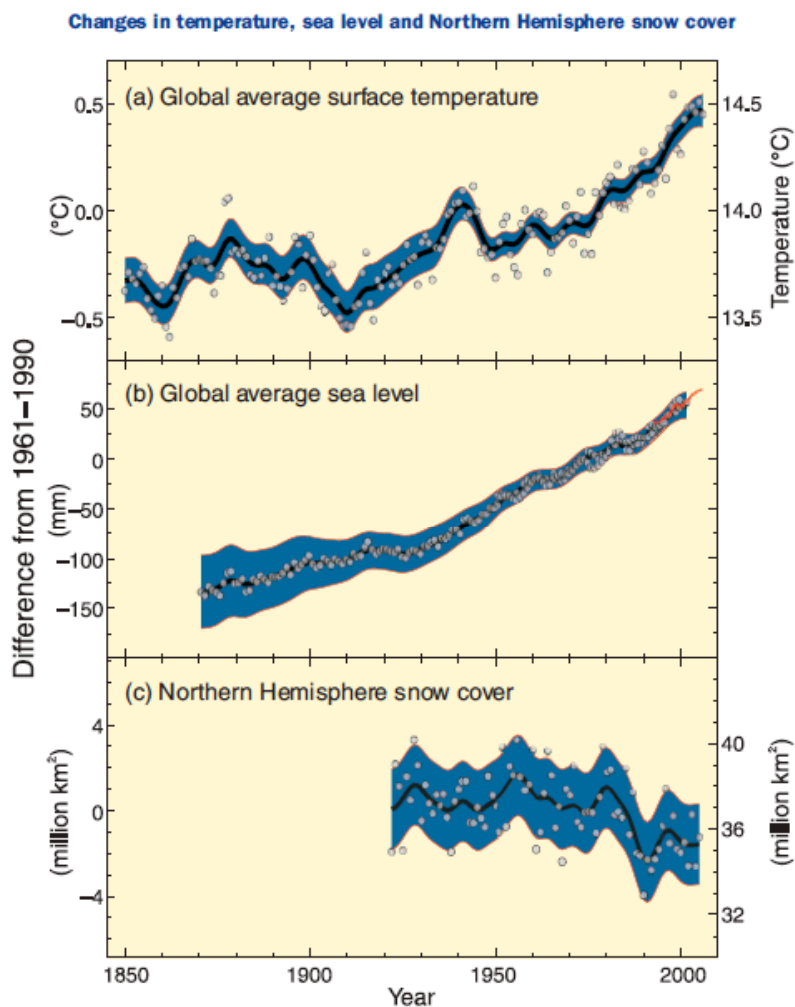 Changes in temperature, sea level and Northern Hemisphere snow cover
(a) Global average surface temperature
0.5
0.0
–0.5
(°C)
14.5
14.0
13.5
Temperature (°C)
Difference from 1961–1990
(b) Global average sea level
50
0
–50
–100
–150
(mm)
(c) Northern Hemisphere snow cover
4
0
–4
(million km²)
40
36
32
(million km²)
1850
1900
1950
2000
Year